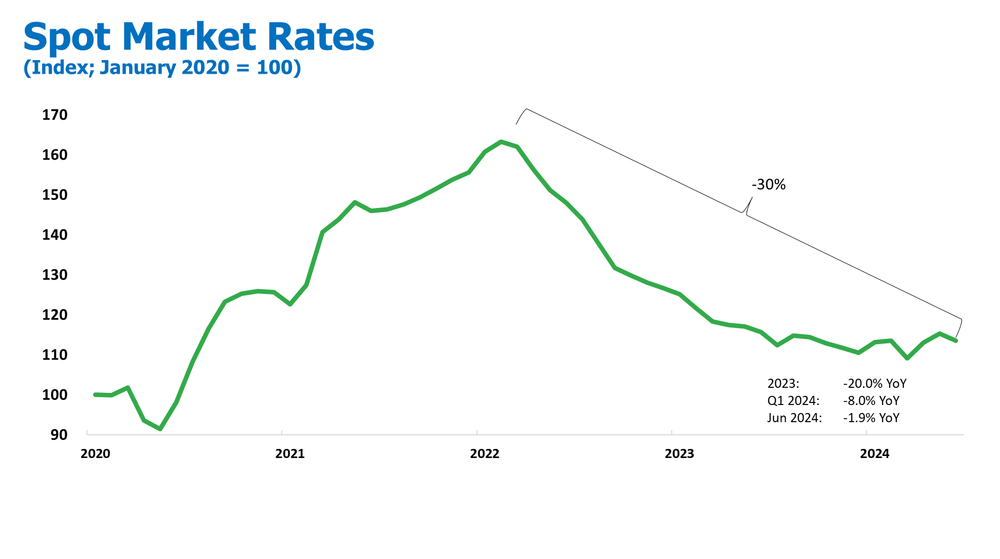 Spot Market Rates
(Index; January 2020 = 100)
170
160
150
140
130
120
110
100
90
-30%
2023: -20.0% YoY
Q1 2024: -8.0% YoY
Jun 2024: -1.9% YoY
2020 2021 2022 2023 2024